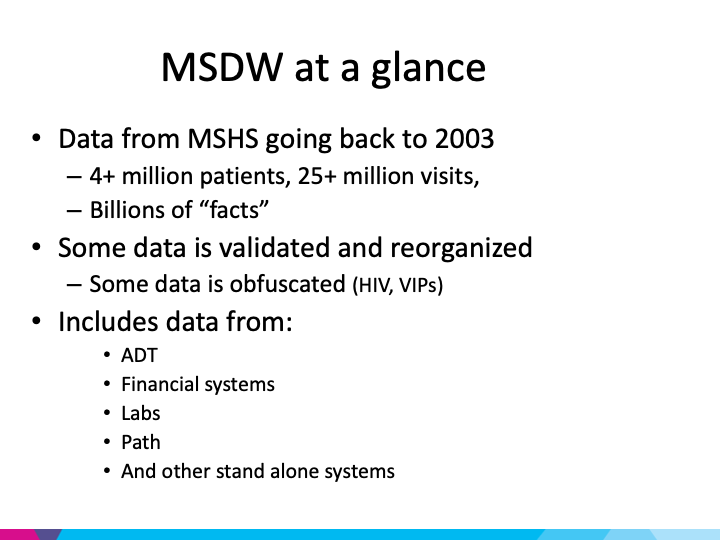 MSDW at a glance
• Data from MSHS going back to 2003
– 4+ million patients, 25+ million visits,
– Billions of “facts”
• Some data is validated and reorganized
– Some data is obfuscated (HIV, VIPs)
• Includes data from:
• ADT
• Financial systems
• Labs
• Path
• And other stand alone systems